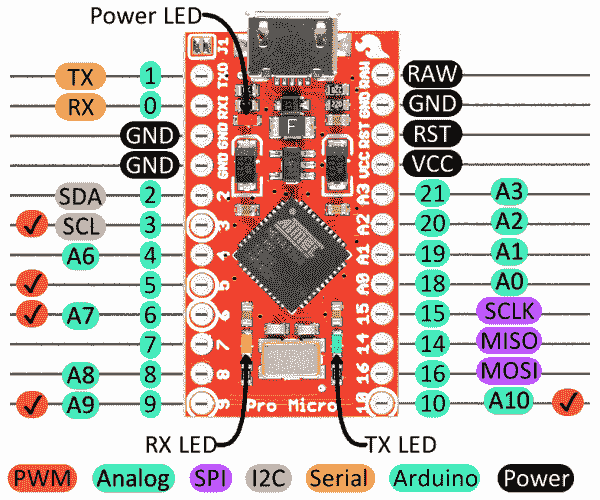 Power LED
TX 1 TXO J1 RAW RAW
RX 0 RXI GND GND
GND GND F RST RST
GND GND VCC VCC
SDA 2 2 A3 21 A3
SCL 3 3 A2 20 A2
A6 4 4 A1 19 A1
5 5 A0 18 A0
A7 6 6 15 15 SCLK
7 7 14 14 MISO
A8 8 8 16 16 MOSI
A9 9 9 Pro Micro 10 10 A10
RX LED TX LED
PWM Analog SPI I2C Serial Arduino Power